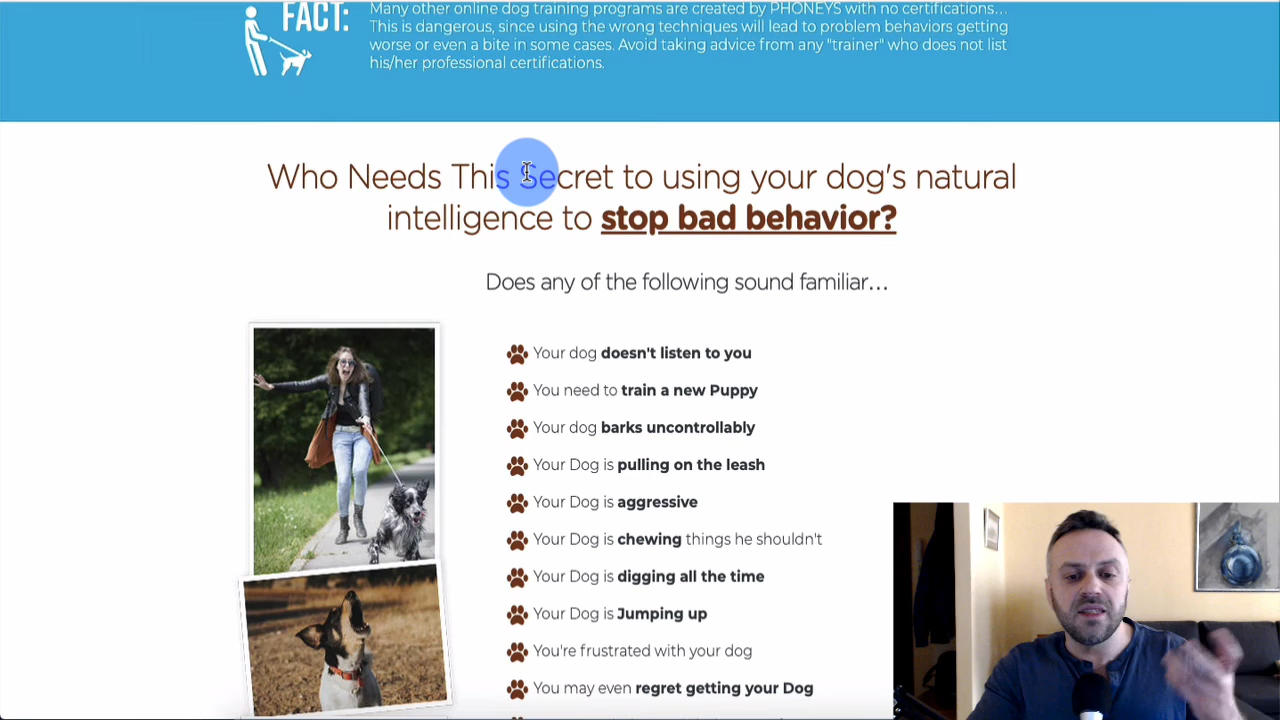 FACT:
Many other online dog training programs are created by PHONEYS with no certifications...
This is dangerous, since using the wrong techniques will lead to problem behaviors getting
worse or even a bite in some cases. Avoid taking advice from any "trainer" who does not list
his/her professional certifications.
Who Needs This Secret to using your dog's natural
intelligence to stop bad behavior?
Does any of the following sound familiar...
Your dog doesn't listen to you
You need to train a new Puppy
Your dog barks uncontrollably
Your Dog is pulling on the leash
Your Dog is aggressive
Your Dog is chewing things he shouldn't
Your Dog is digging all the time
Your Dog is Jumping up
You're frustrated with your dog
You may even regret getting your Dog